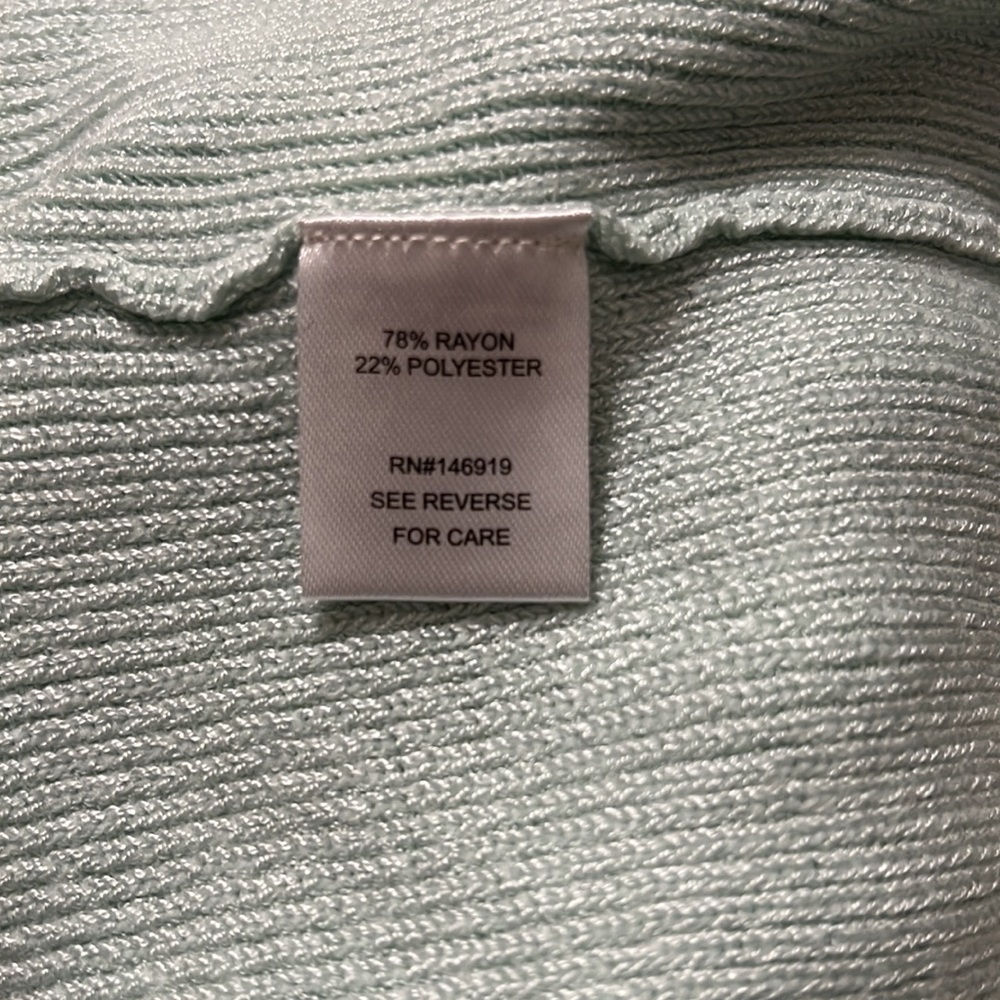 78% RAYON
22% POLYESTER
RN#146919
SEE REVERSE
FOR CARE